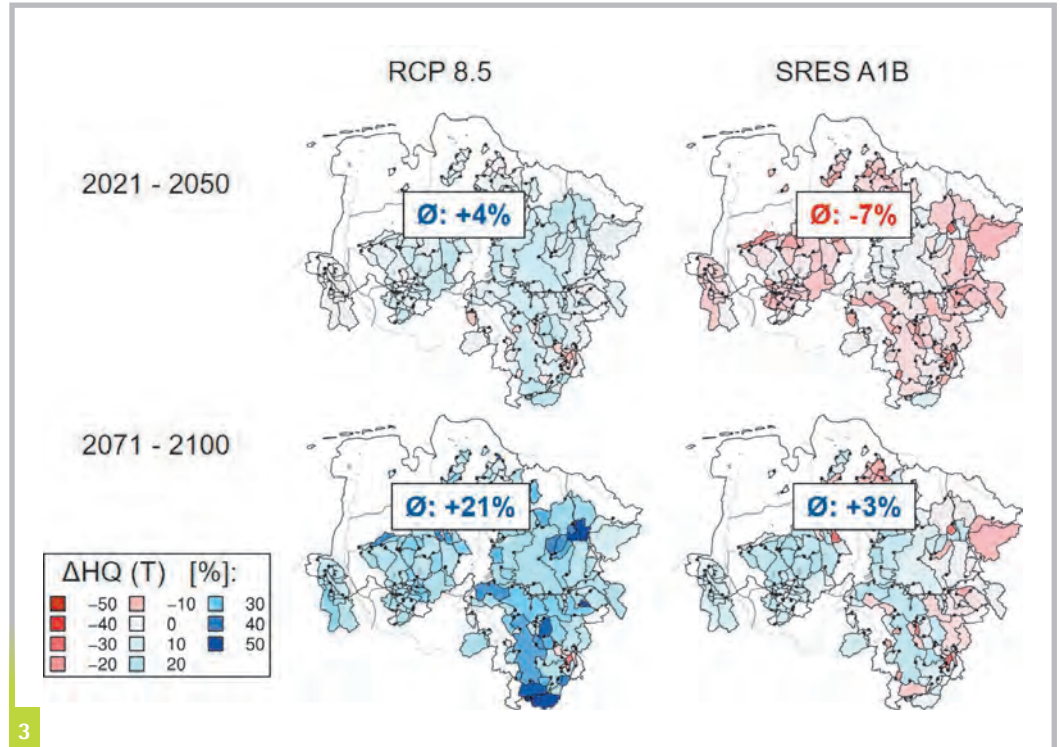 RCP 8.5 SRES A1B
2021 - 2050
Ø: +4% Ø: -7%
2071 - 2100
Ø: +21% Ø: +3%
ΔHQ (T) [%]:
−50 −10 30
−40 0 40
−30 10 50
−20 20
3